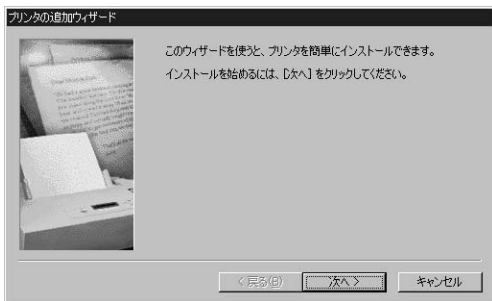 プリンタの追加ウィザード
このウィザードを使うと、プリンタを簡単にインストールできます。
インストールを始めるには、[次へ] をクリックしてください。
< 戻る(B)
次へ >
キャンセル